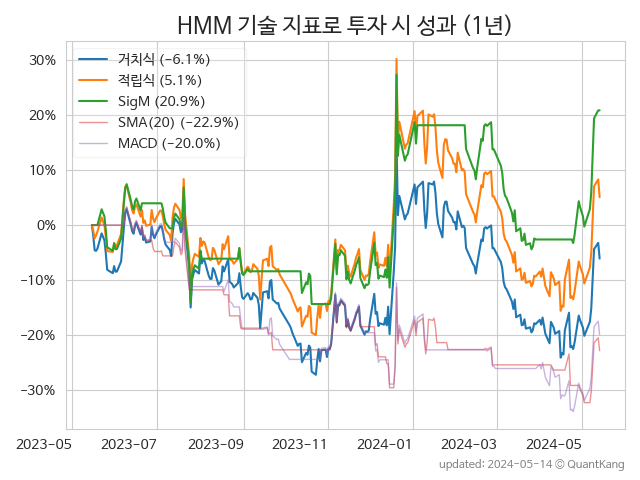 HMM 기술 지표로 투자 시 성과 (1년)
거치식 (−6.1%)
적립식 (5.1%)
SigM (20.9%)
SMA(20) (−22.9%)
MACD (−20.0%)
30%
20%
10%
0%
−10%
−20%
−30%
2023-05 2023-07 2023-09 2023-11 2024-01 2024-03 2024-05
updated: 2024-05-14 © QuantKang